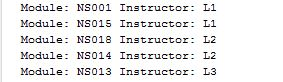 Module: NS001 Instructor: L1
Module: NS015 Instructor: L1
Module: NS018 Instructor: L2
Module: NS014 Instructor: L2
Module: NS013 Instructor: L3